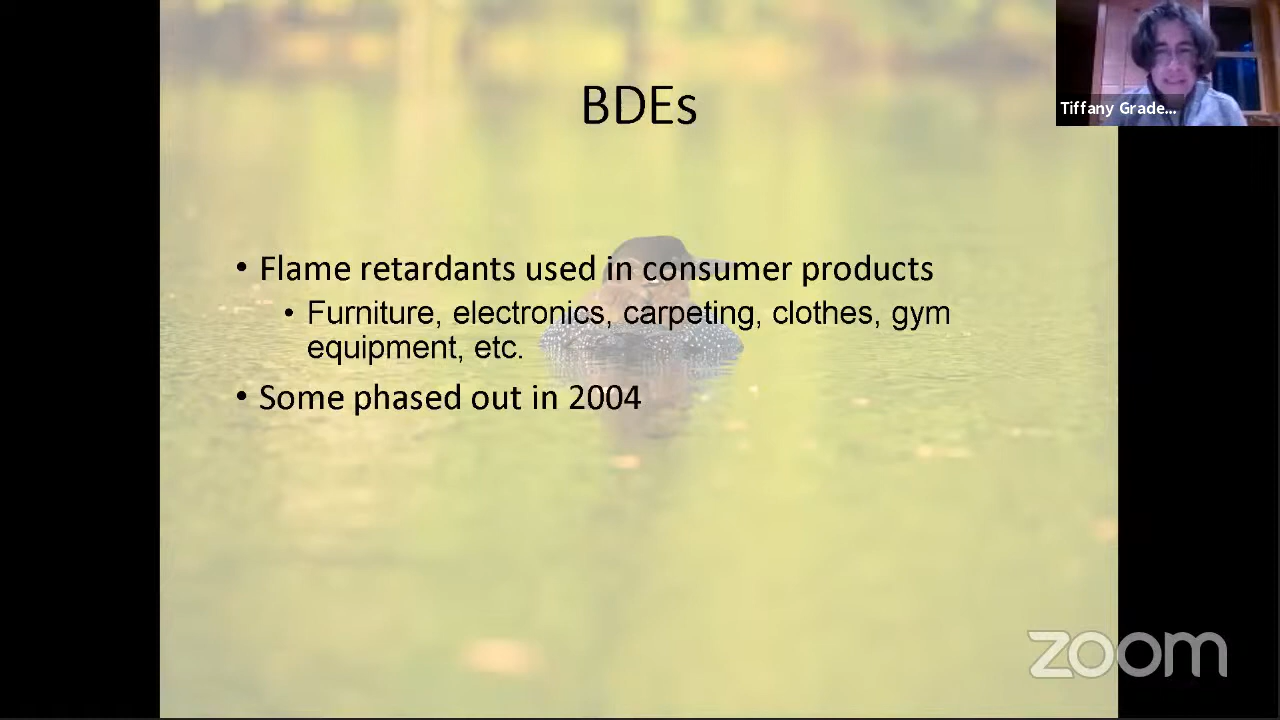 BDEs
Tiffany Grade...
• Flame retardants used in consumer products
• Furniture, electronics, carpeting, clothes, gym
equipment, etc.
• Some phased out in 2004
zoom